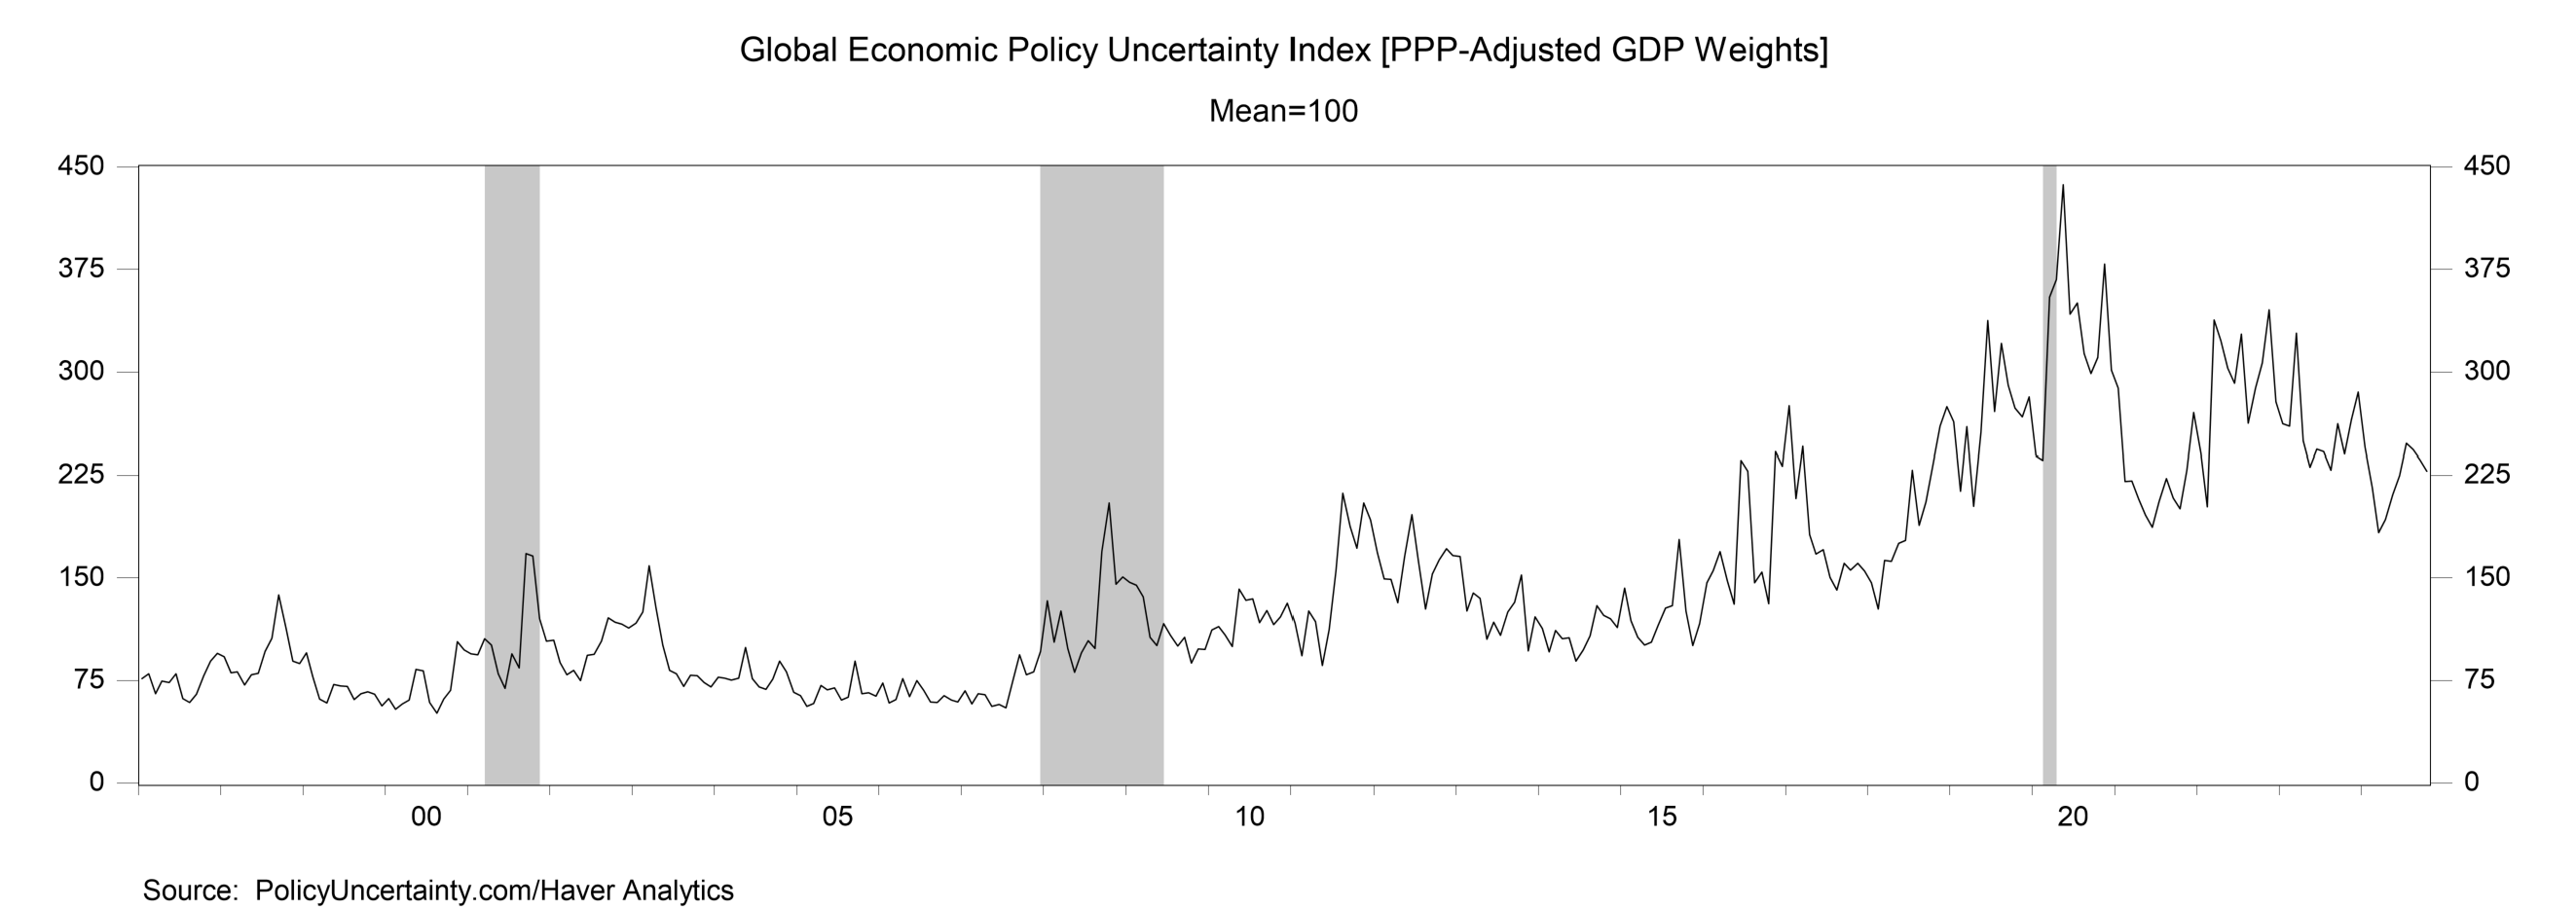 Global Economic Policy Uncertainty Index [PPP-Adjusted GDP Weights]
Mean=100
450 450
375 375
300 300
225 225
150 150
75 75
0 0
00 05 10 15 20
Source: PolicyUncertainty.com/Haver Analytics